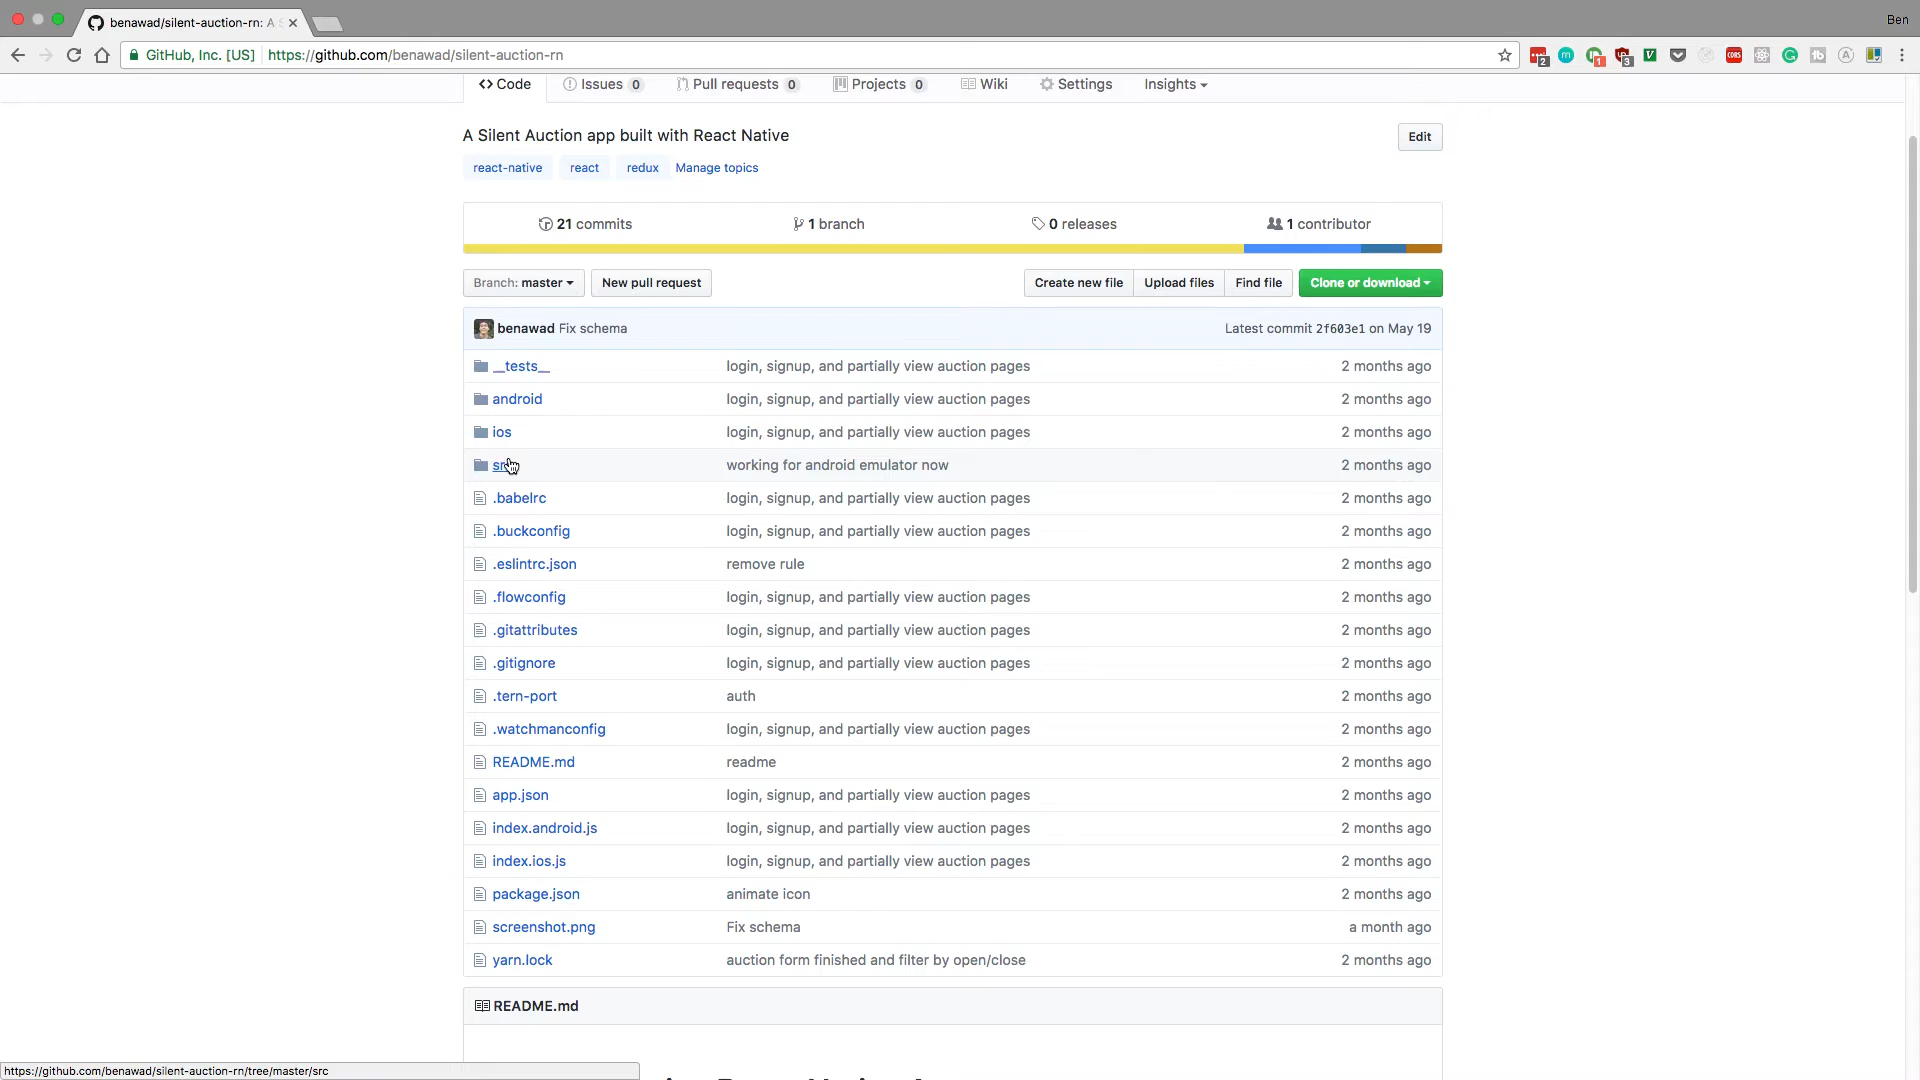 benawad/silent-auction-rn: A S
Ben
GitHub, Inc. [US] https://github.com/benawad/silent-auction-rn
Code Issues 0 Pull requests 0 Projects 0 Wiki Settings Insights
A Silent Auction app built with React Native
Edit
react-native react redux Manage topics
21 commits 1 branch 0 releases 1 contributor
Branch: master New pull request Create new file Upload files Find file Clone or download
benawad Fix schema Latest commit 2f603e1 on May 19
__tests__ login, signup, and partially view auction pages 2 months ago
android login, signup, and partially view auction pages 2 months ago
ios login, signup, and partially view auction pages 2 months ago
working for android emulator now 2 months ago
.babelrc login, signup, and partially view auction pages 2 months ago
.buckconfig login, signup, and partially view auction pages 2 months ago
.eslintrc.json remove rule 2 months ago
.flowconfig login, signup, and partially view auction pages 2 months ago
.gitattributes login, signup, and partially view auction pages 2 months ago
.gitignore login, signup, and partially view auction pages 2 months ago
.tern-port auth 2 months ago
.watchmanconfig login, signup, and partially view auction pages 2 months ago
README.md readme 2 months ago
app.json login, signup, and partially view auction pages 2 months ago
index.android.js login, signup, and partially view auction pages 2 months ago
index.ios.js login, signup, and partially view auction pages 2 months ago
package.json animate icon 2 months ago
screenshot.png Fix schema a month ago
yarn.lock auction form finished and filter by open/close 2 months ago
README.md
https://github.com/benawad/silent-auction-rn/tree/master/src